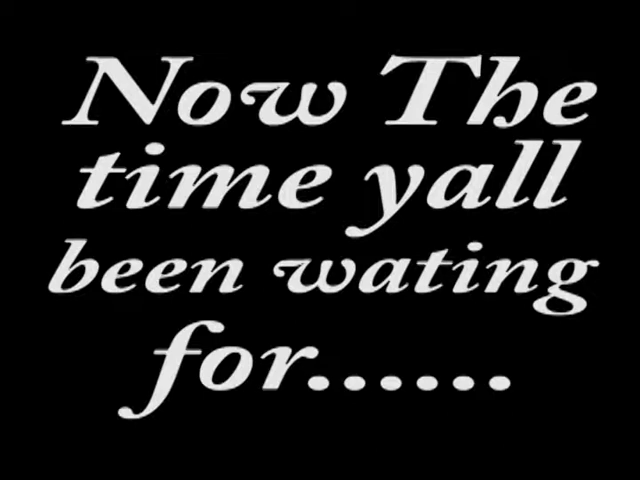 Now The
time yall
been wating
for......